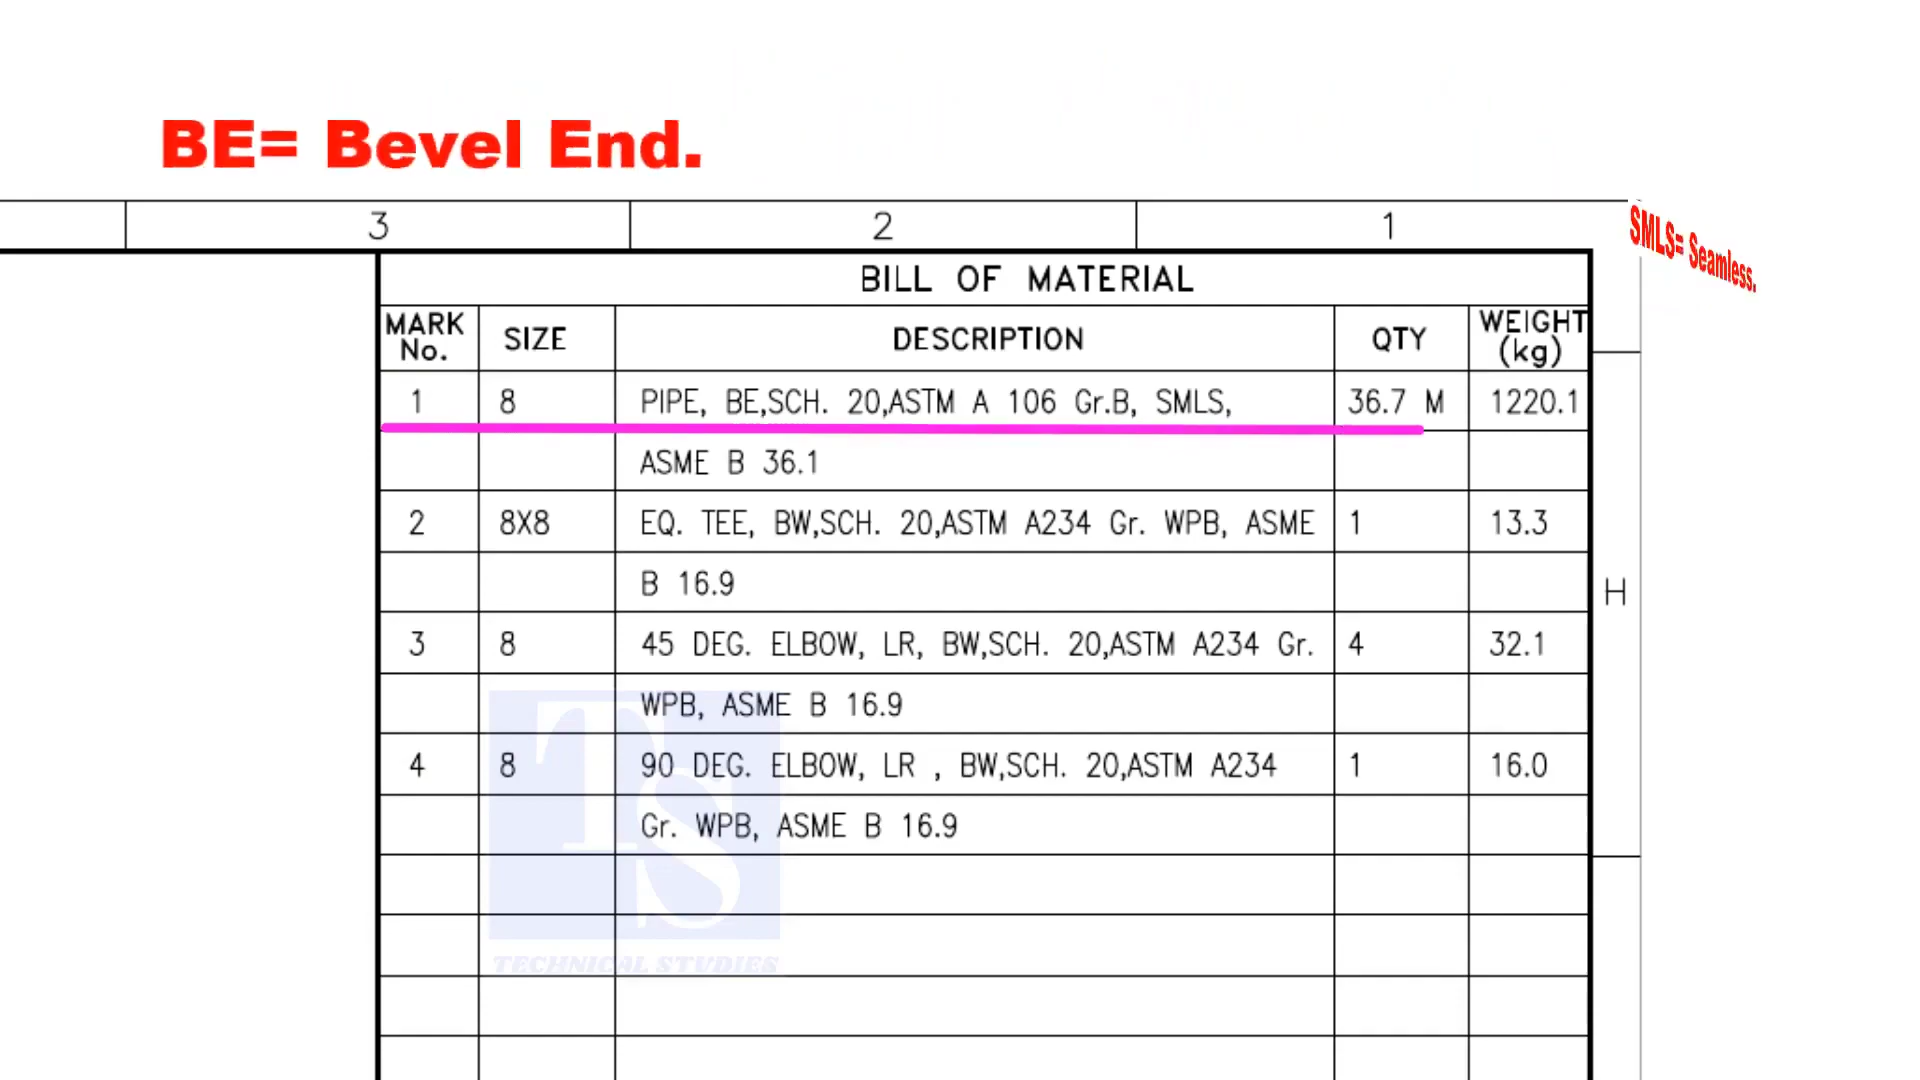 BE= Bevel End.
3 2 1
SMLS= Seamless.
BILL OF MATERIAL
MARK No. SIZE DESCRIPTION QTY WEIGHT (kg)
1 8 PIPE, BE,SCH. 20,ASTM A 106 Gr.B, SMLS, 36.7 M 1220.1
ASME B 36.1
2 8X8 EQ. TEE, BW,SCH. 20,ASTM A234 Gr. WPB, ASME 1 13.3
B 16.9
H
3 8 45 DEG. ELBOW, LR, BW,SCH. 20,ASTM A234 Gr. 4 32.1
WPB, ASME B 16.9
4 8 90 DEG. ELBOW, LR , BW,SCH. 20,ASTM A234 1 16.0
Gr. WPB, ASME B 16.9
TS
TECHNICAL STUDIES